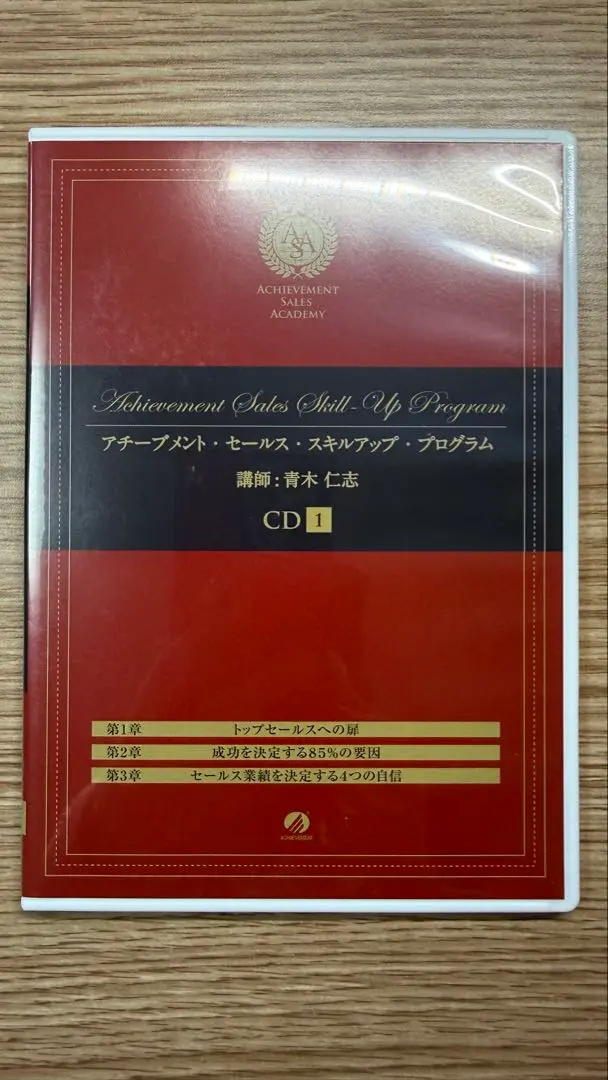 ASA
ACHIEVEMENT
SALES
ACADEMY
Achievement Sales Skill-Up Program
アチーブメント・セールス・スキルアップ・プログラム
講師:青木 仁志
CD 1
第1章 トップセールスへの扉
第2章 成功を決定する85%の要因
第3章 セールス業績を決定する4つの自信
ACHIEVEMENT